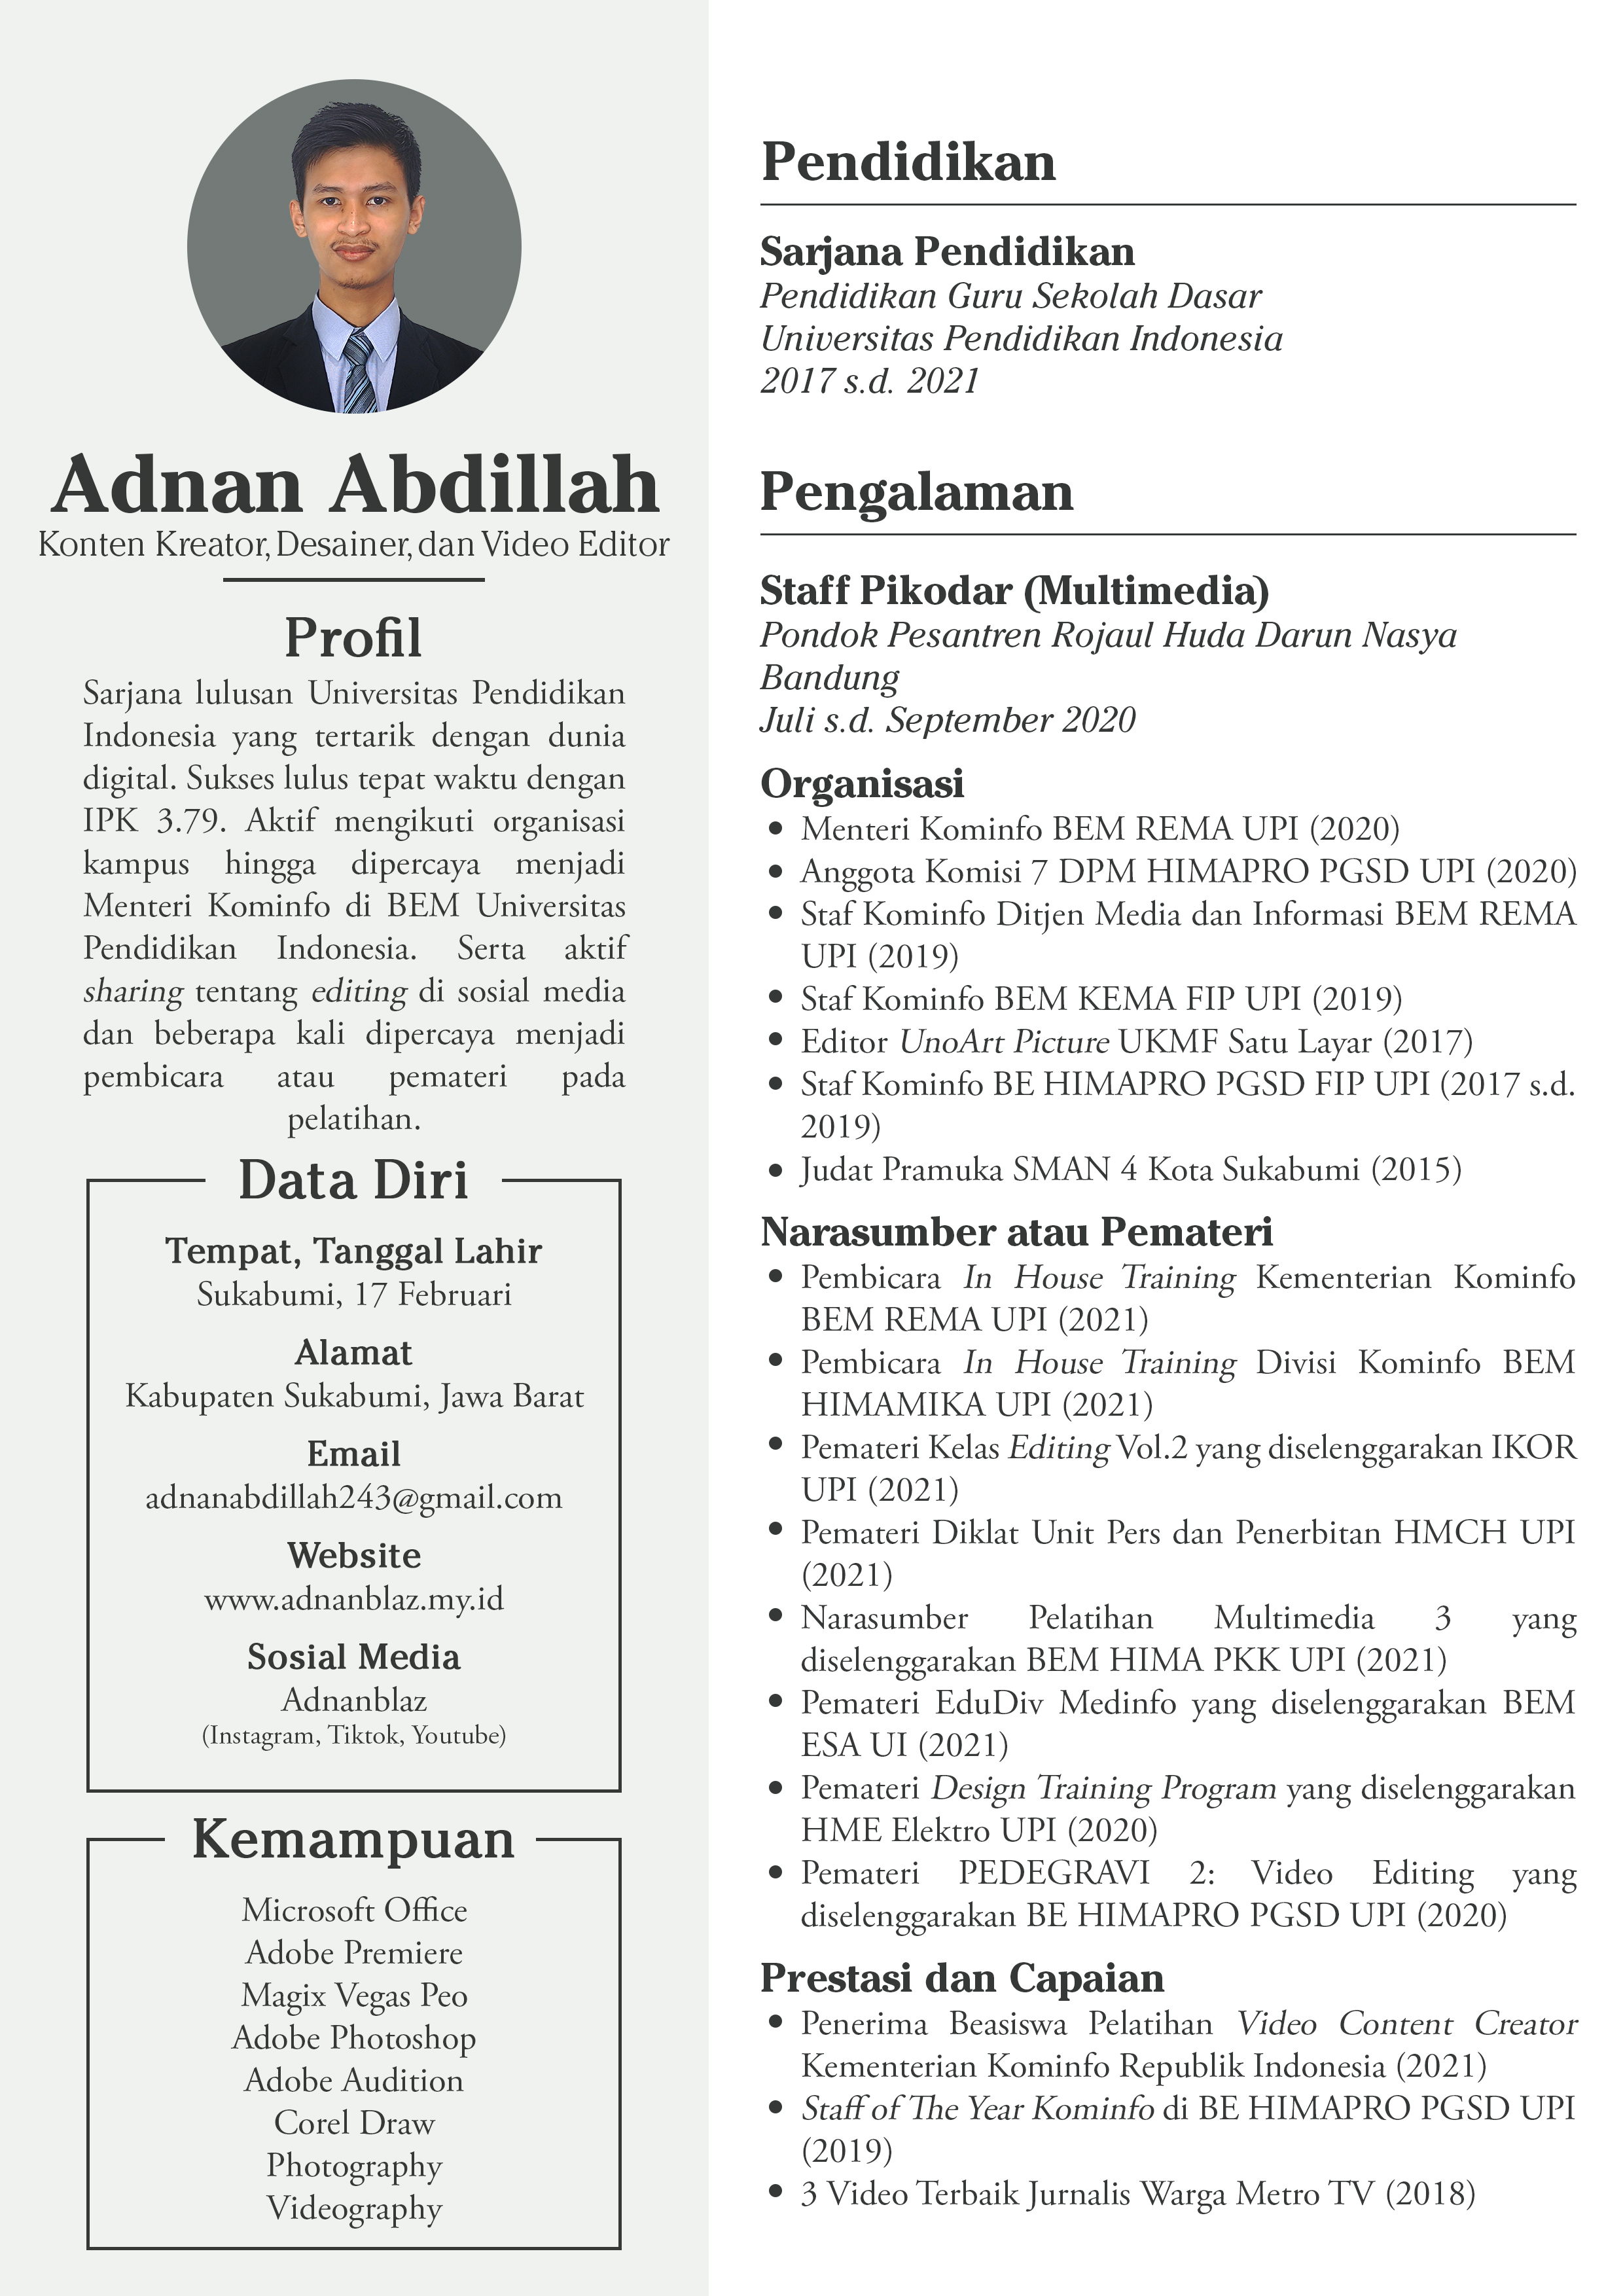 Adnan Abdillah
Konten Kreator, Desainer, dan Video Editor
Profil
Sarjana lulusan Universitas Pendidikan
Indonesia yang tertarik dengan dunia
digital. Sukses lulus tepat waktu dengan
IPK 3.79. Aktif mengikuti organisasi
kampus hingga dipercaya menjadi
Menteri Kominfo di BEM Universitas
Pendidikan Indonesia. Serta aktif
sharing tentang editing di sosial media
dan beberapa kali dipercaya menjadi
pembicara atau pemateri pada
pelatihan.
Data Diri
Tempat, Tanggal Lahir
Sukabumi, 17 Februari
Alamat
Kabupaten Sukabumi, Jawa Barat
Email
adnanabdillah243@gmail.com
Website
www.adnanblaz.my.id
Sosial Media
Adnanblaz
(Instagram, Tiktok, Youtube)
Kemampuan
Microsoft Office
Adobe Premiere
Magix Vegas Peo
Adobe Photoshop
Adobe Audition
Corel Draw
Photography
Videography
Pendidikan
Sarjana Pendidikan
Pendidikan Guru Sekolah Dasar
Universitas Pendidikan Indonesia
2017 s.d. 2021
Pengalaman
Staff Pikodar (Multimedia)
Pondok Pesantren Rojaul Huda Darun Nasya
Bandung
Juli s.d. September 2020
Organisasi
• Menteri Kominfo BEM REMA UPI (2020)
• Anggota Komisi 7 DPM HIMAPRO PGSD UPI (2020)
• Staf Kominfo Ditjen Media dan Informasi BEM REMA
UPI (2019)
• Staf Kominfo BEM KEMA FIP UPI (2019)
• Editor UnoArt Picture UKMF Satu Layar (2017)
• Staf Kominfo BE HIMAPRO PGSD FIP UPI (2017 s.d.
2019)
• Judat Pramuka SMAN 4 Kota Sukabumi (2015)
Narasumber atau Pemateri
• Pembicara In House Training Kementerian Kominfo
BEM REMA UPI (2021)
• Pembicara In House Training Divisi Kominfo BEM
HIMAMIKA UPI (2021)
• Pemateri Kelas Editing Vol.2 yang diselenggarakan IKOR
UPI (2021)
• Pemateri Diklat Unit Pers dan Penerbitan HMCH UPI
(2021)
• Narasumber Pelatihan Multimedia 3 yang
diselenggarakan BEM HIMA PKK UPI (2021)
• Pemateri EduDiv Medinfo yang diselenggarakan BEM
ESA UI (2021)
• Pemateri Design Training Program yang diselenggarakan
HME Elektro UPI (2020)
• Pemateri PEDEGRAVI 2: Video Editing yang
diselenggarakan BE HIMAPRO PGSD UPI (2020)
Prestasi dan Capaian
• Penerima Beasiswa Pelatihan Video Content Creator
Kementerian Kominfo Republik Indonesia (2021)
• Staff of The Year Kominfo di BE HIMAPRO PGSD UPI
(2019)
• 3 Video Terbaik Jurnalis Warga Metro TV (2018)